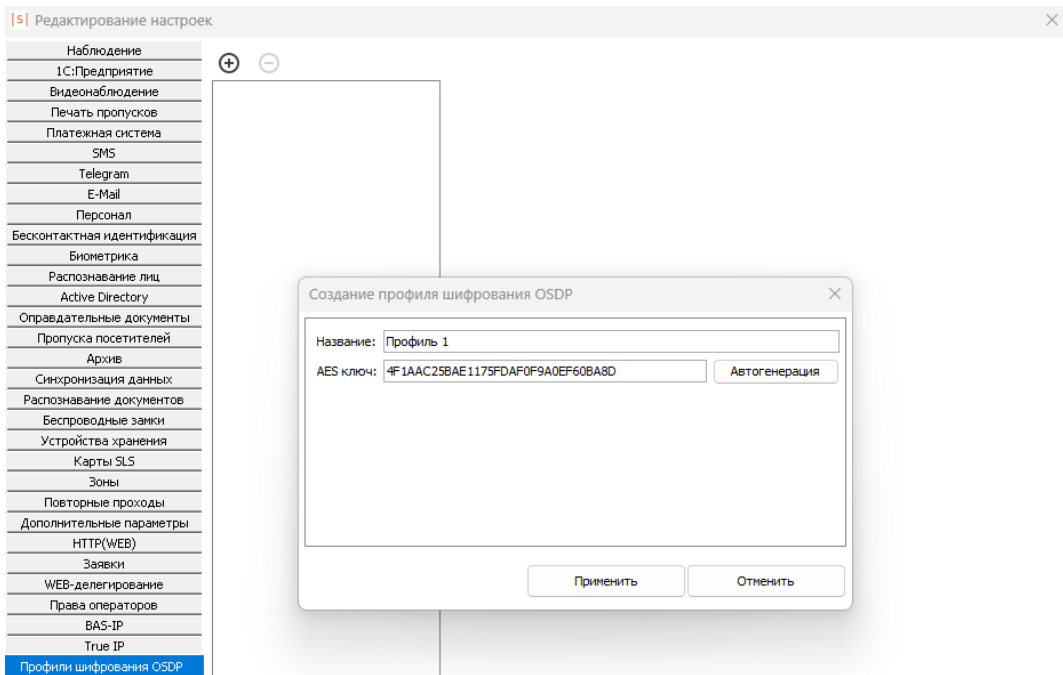 |S| Редактирование настроек
Наблюдение
1С:Предприятие
Видеонаблюдение
Печать пропусков
Платежная система
SMS
Telegram
E-Mail
Персонал
Бесконтактная идентификация
Биометрика
Распознавание лиц
Active Directory
Оправдательные документы
Пропуска посетителей
Архив
Синхронизация данных
Распознавание документов
Беспроводные замки
Устройства хранения
Карты SLS
Зоны
Повторные проходы
Дополнительные параметры
HTTP(WEB)
Заявки
WEB-делегирование
Права операторов
BAS-IP
True IP
Профили шифрования OSDP
Создание профиля шифрования OSDP
Название: Профиль 1
AES ключ: 4F1AAC25BAE1175FDAF0F9A0EF60BA8D Автогенерация
Применить Отменить